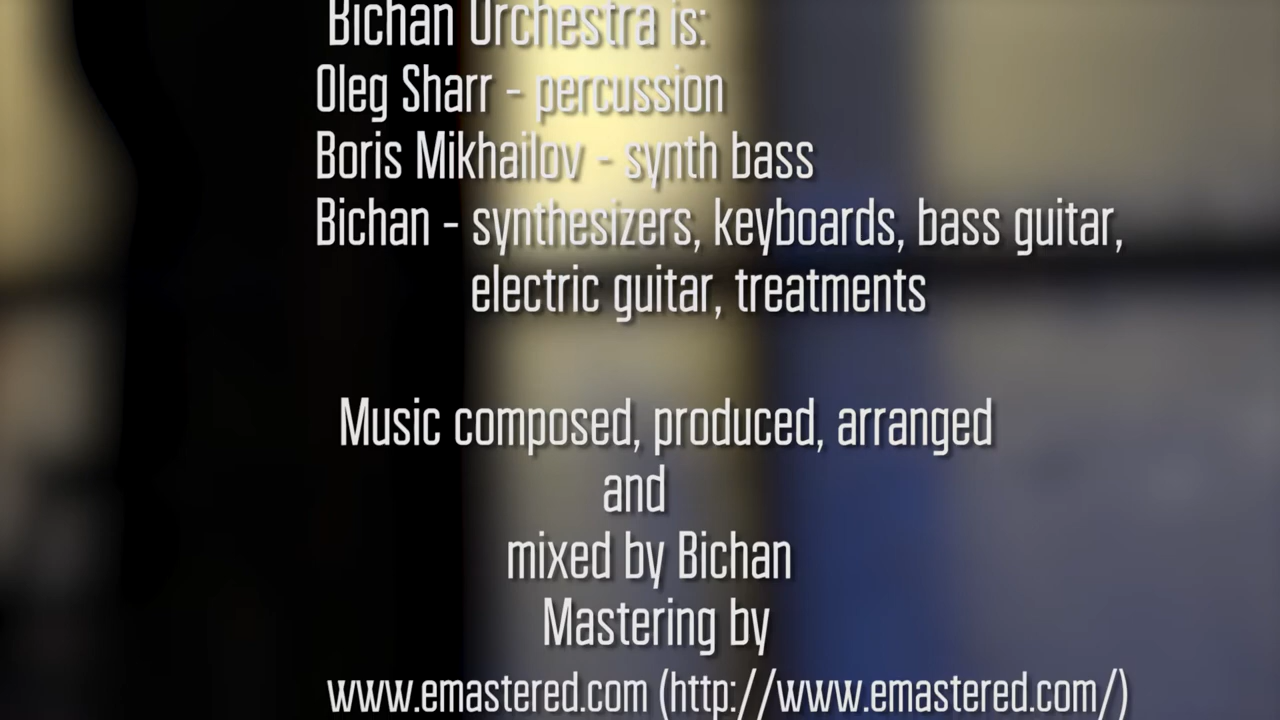 Bichan Orchestra is:
Oleg Sharr - percussion
Boris Mikhailov - synth bass
Bichan - synthesizers, keyboards, bass guitar,
electric guitar, treatments
Music composed, produced, arranged
and
mixed by Bichan
Mastering by
www.emastered.com (http://www.emastered.com/)